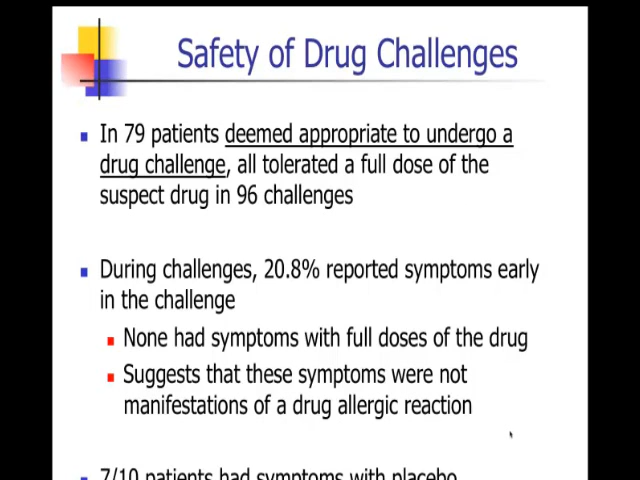 Safety of Drug Challenges
In 79 patients deemed appropriate to undergo a
drug challenge, all tolerated a full dose of the
suspect drug in 96 challenges
During challenges, 20.8% reported symptoms early
in the challenge
None had symptoms with full doses of the drug
Suggests that these symptoms were not
manifestations of a drug allergic reaction
7/10 patients had symptoms with placebo